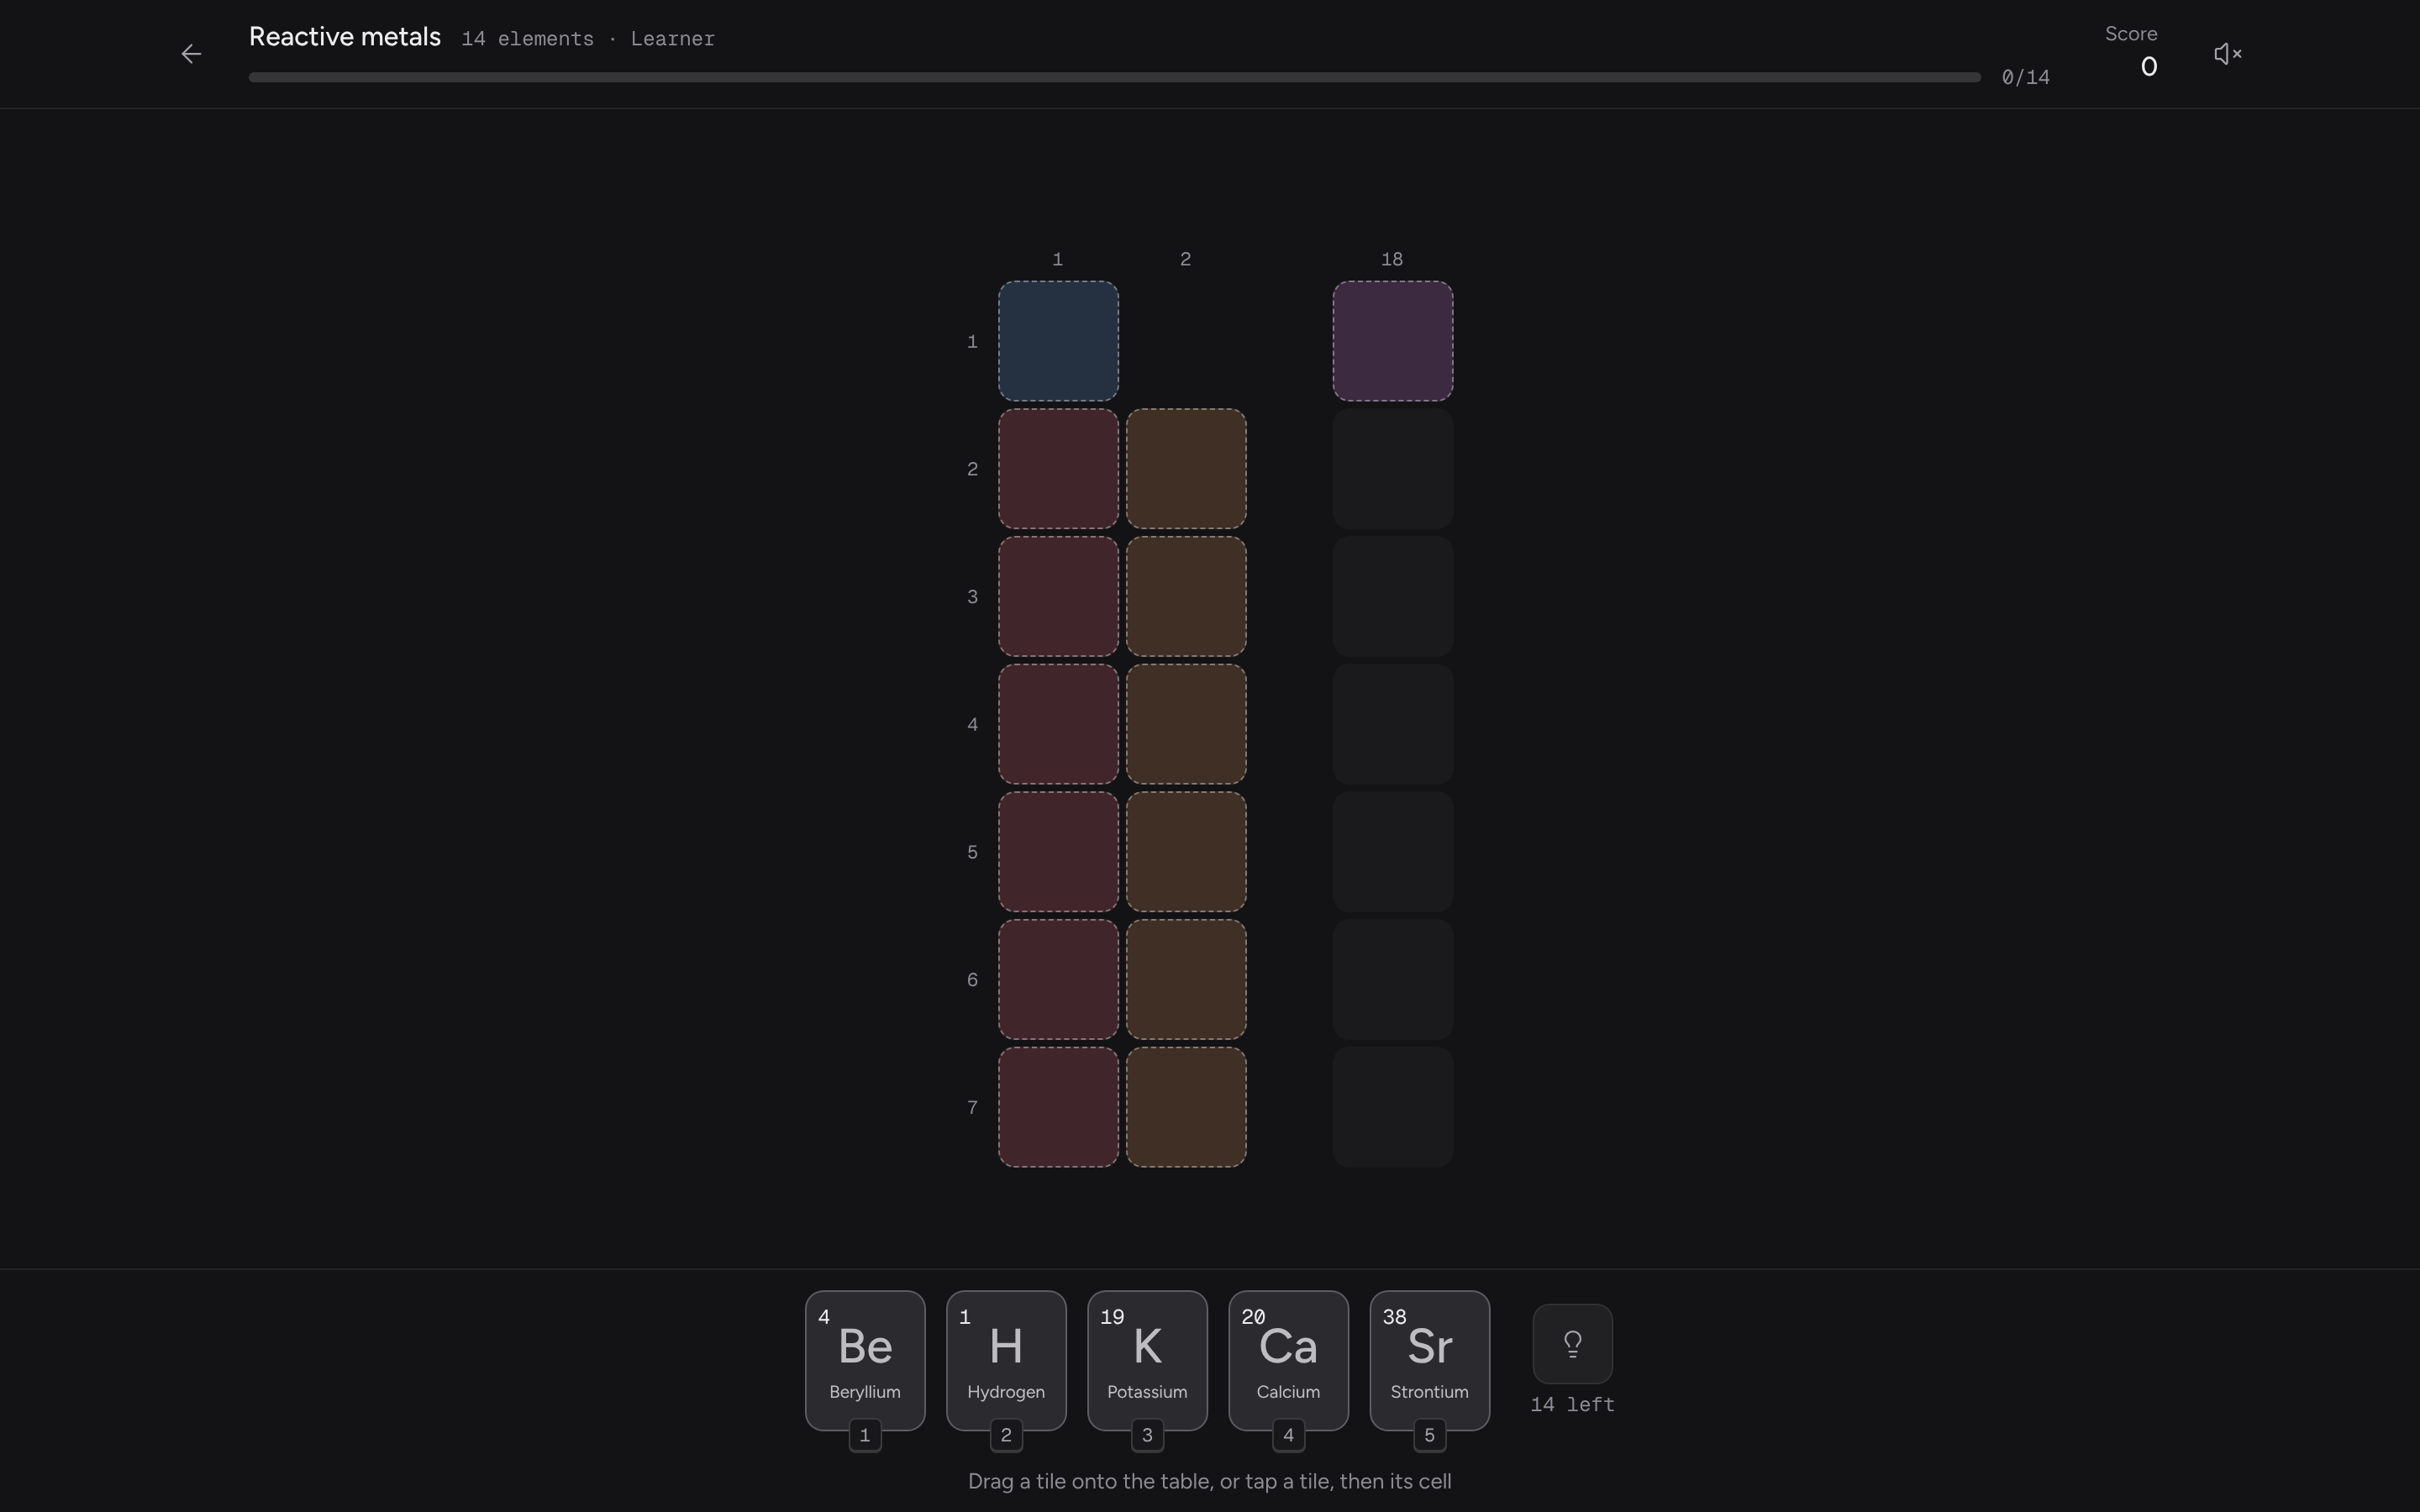 Reactive metals 14 elements · Learner
0/14
Score
0
1 2 18
1
2
3
4
5
6
7
4
Be
Beryllium
1
1
H
Hydrogen
2
19
K
Potassium
3
20
Ca
Calcium
4
38
Sr
Strontium
5
14 left
Drag a tile onto the table, or tap a tile, then its cell